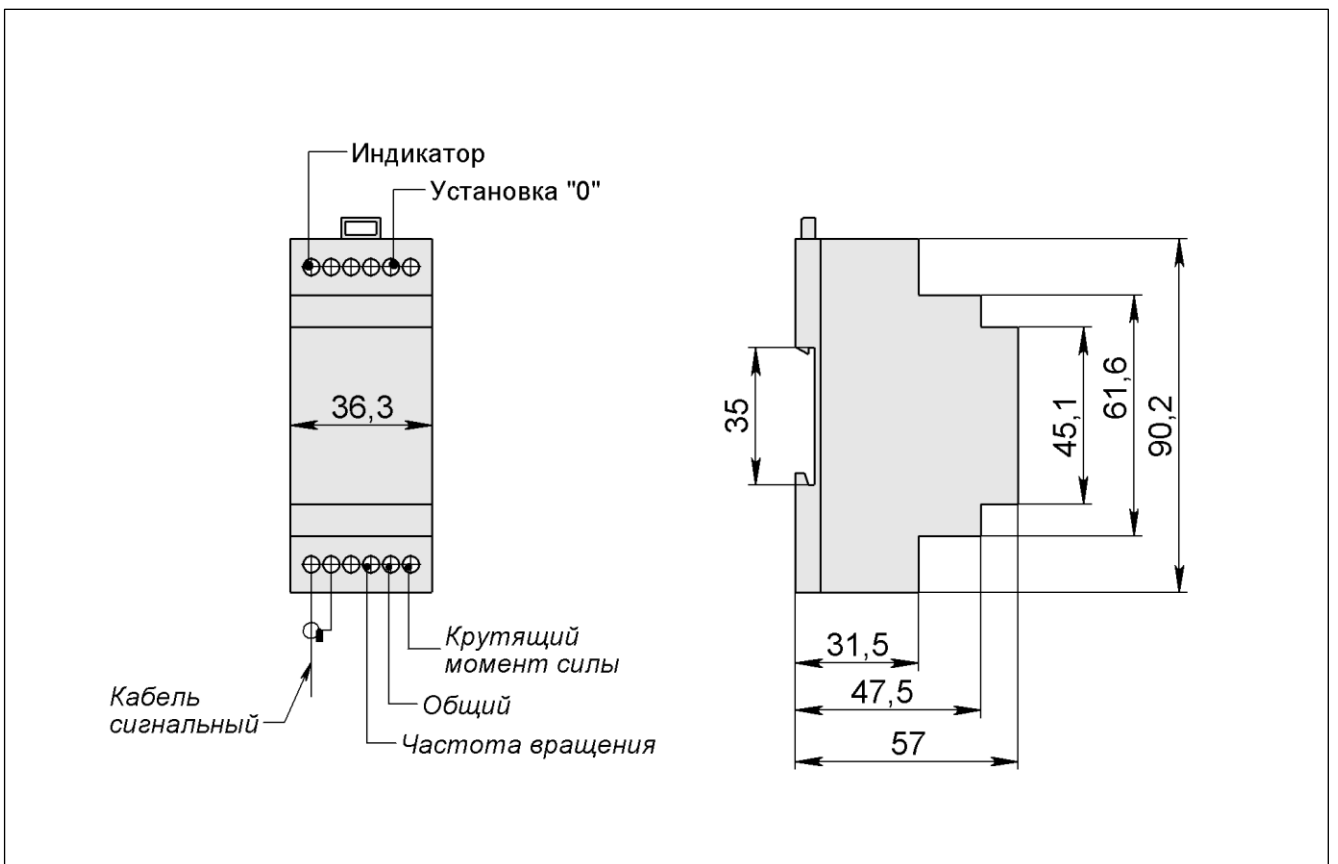 Индикатор
Установка "0"
36,3
Крутящий
момент силы
Общий
Частота вращения
Кабель
сигнальный
35
45,1
61,6
90,2
31,5
47,5
57